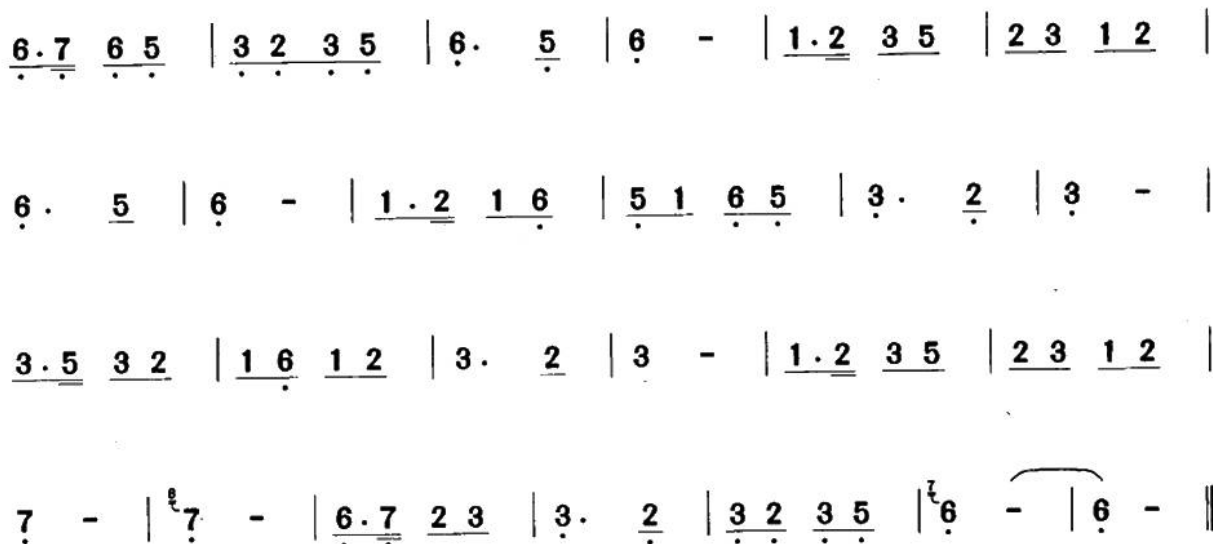 6.7 6 5 | 3 2 3 5 | 6. 5 | 6 - | 1.2 3 5 | 2 3 1 2 |
6. 5 | 6 - | 1.2 1 6 | 5 1 6 5 | 3. 2 | 3 - |
3.5 3 2 | 1 6 1 2 | 3. 2 | 3 - | 1.2 3 5 | 2 3 1 2 |
7 - | 6 7 - | 6.7 2 3 | 3. 2 | 3 2 3 5 | 7 6 - | 6 - ||